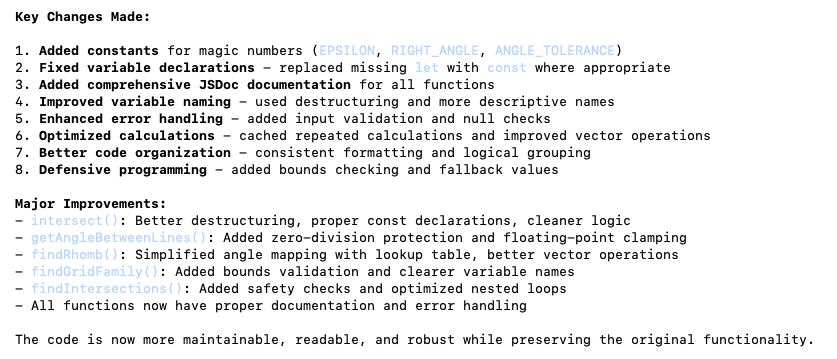 Key Changes Made:
1. Added constants for magic numbers (EPSILON, RIGHT_ANGLE, ANGLE_TOLERANCE)
2. Fixed variable declarations – replaced missing let with const where appropriate
3. Added comprehensive JSDoc documentation for all functions
4. Improved variable naming – used destructuring and more descriptive names
5. Enhanced error handling – added input validation and null checks
6. Optimized calculations – cached repeated calculations and improved vector operations
7. Better code organization – consistent formatting and logical grouping
8. Defensive programming – added bounds checking and fallback values
Major Improvements:
– intersect(): Better destructuring, proper const declarations, cleaner logic
– getAngleBetweenLines(): Added zero–division protection and floating–point clamping
– findRhomb(): Simplified angle mapping with lookup table, better vector operations
– findGridFamily(): Added bounds validation and clearer variable names
– findIntersections(): Added safety checks and optimized nested loops
– All functions now have proper documentation and error handling
The code is now more maintainable, readable, and robust while preserving the original functionality.